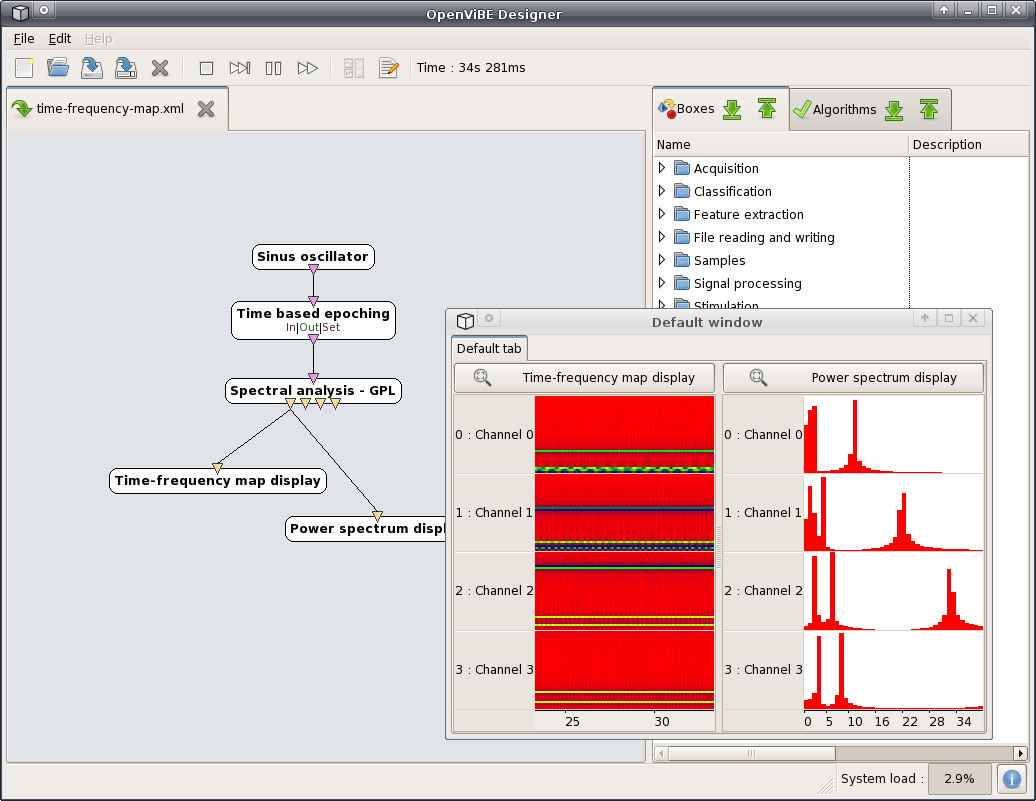 OpenViBE Designer
File Edit Help
Time : 34s 281ms
time-frequency-map.xml
Boxes
Algorithms
Name
Description
Acquisition
Classification
Feature extraction
File reading and writing
Samples
Signal processing
Stimulation
Sinus oscillator
Time based epoching
In|Out|Set
Spectral analysis - GPL
Time-frequency map display
Power spectrum displ
Default window
Default tab
Time-frequency map display
Power spectrum display
0 : Channel 0
1 : Channel 1
2 : Channel 2
3 : Channel 3
25 30
0 : Channel 0
1 : Channel 1
2 : Channel 2
3 : Channel 3
0 5 10 16 22 28 34
System load : 2.9%